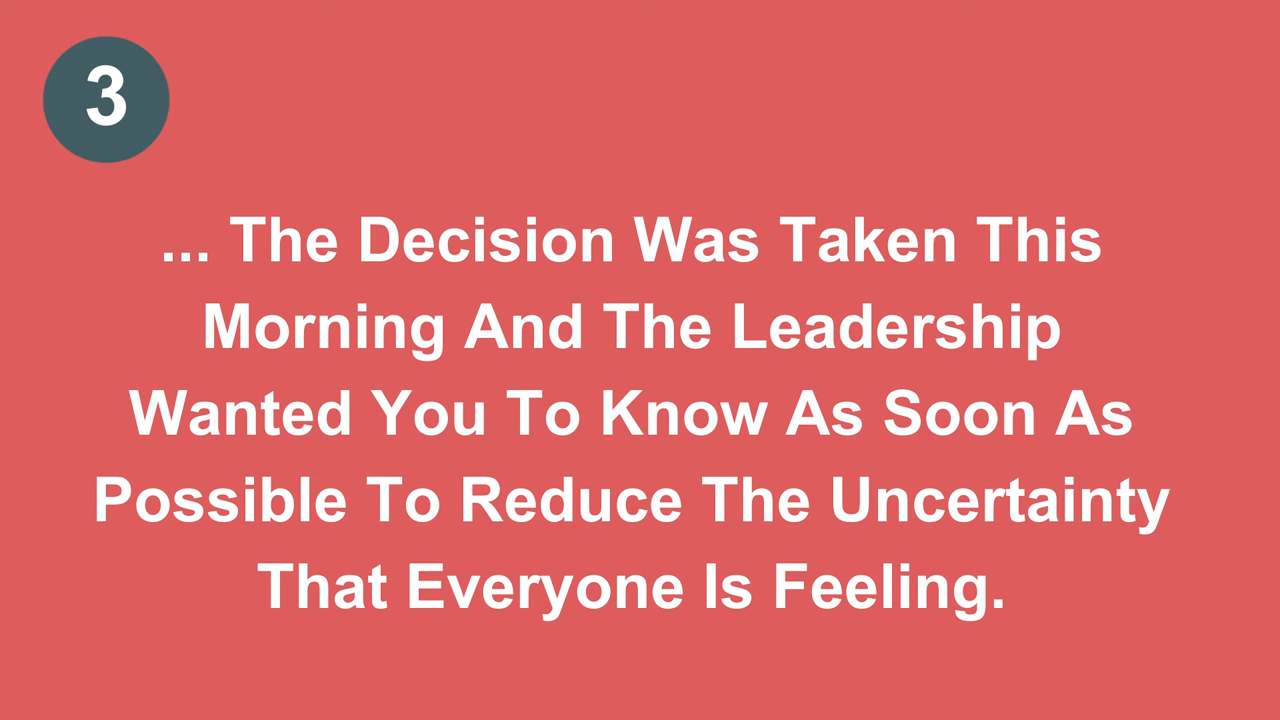 3
... The Decision Was Taken This
Morning And The Leadership
Wanted You To Know As Soon As
Possible To Reduce The Uncertainty
That Everyone Is Feeling.